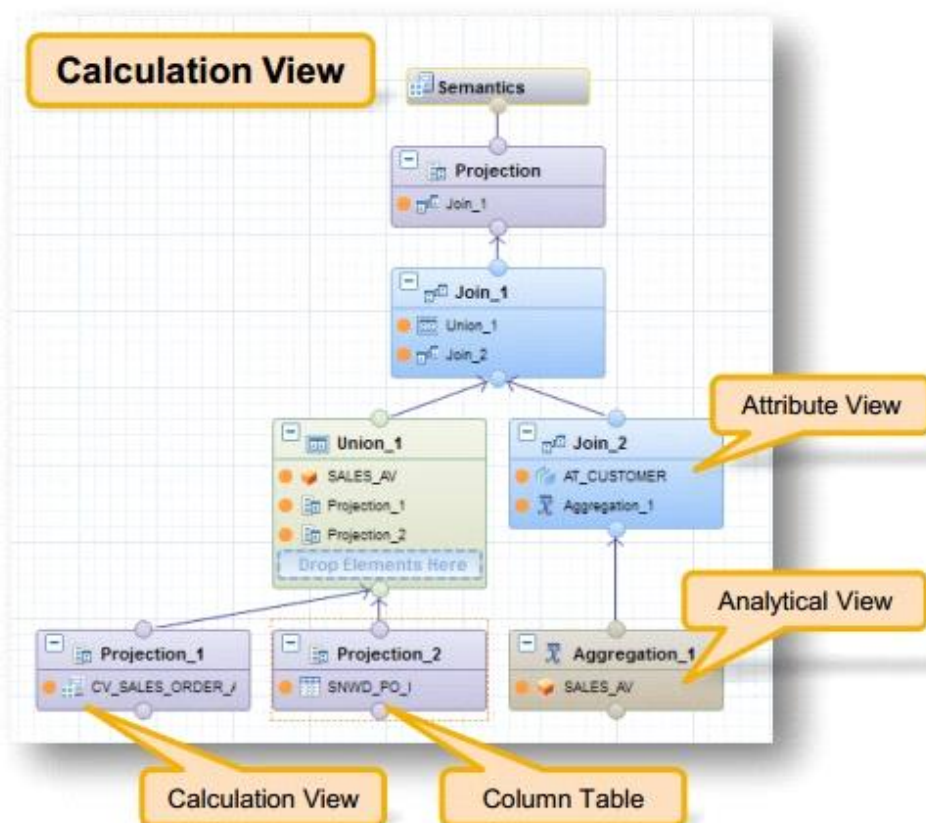 Calculation View
Semantics
Projection
Join_1
Join_1
Union_1
Join_2
Attribute View
Union_1
SALES_AV
Projection_1
Projection_2
Drop Elements Here
Join_2
AT_CUSTOMER
Aggregation_1
Analytical View
Projection_1
CV_SALES_ORDER_/
Projection_2
SNWD_PO_I
Aggregation_1
SALES_AV
Calculation View
Column Table